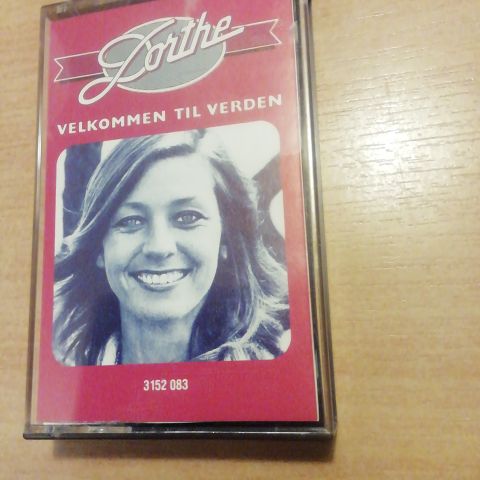 Dorthe
VELKOMMEN TIL VERDEN
3152 083